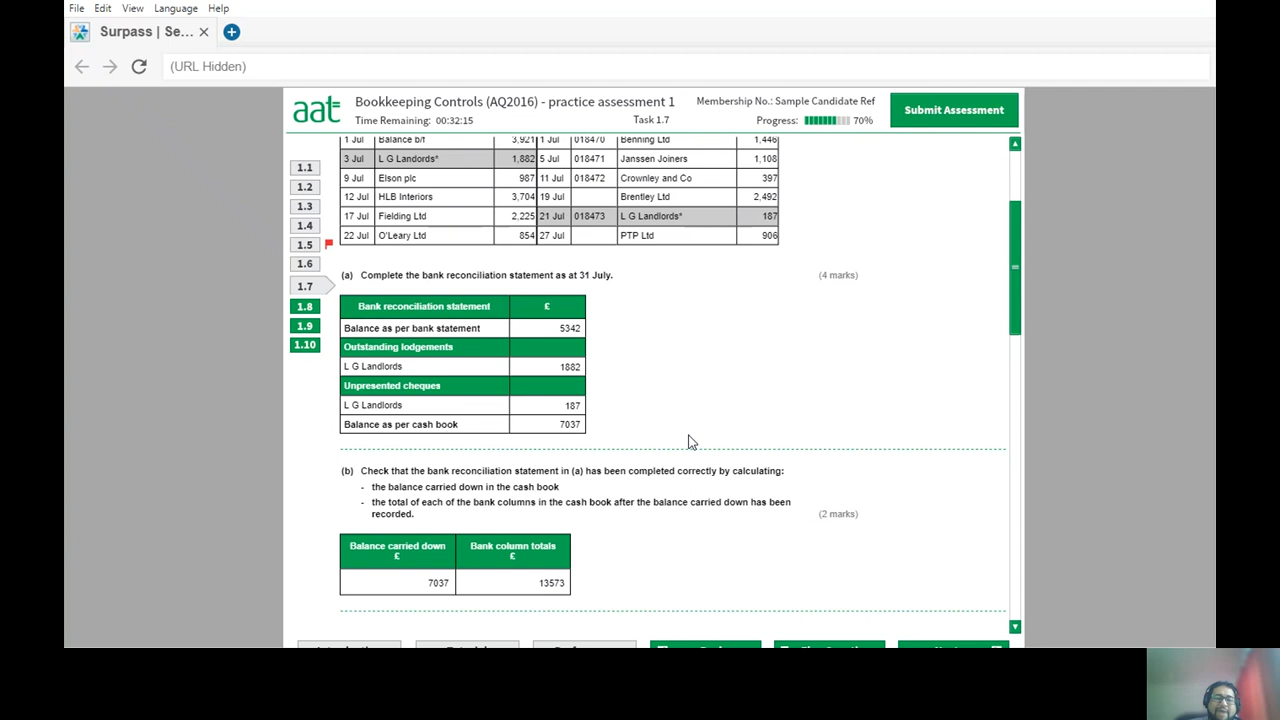 File Edit View Language Help
Surpass | Se...
(URL Hidden)
aat Bookkeeping Controls (AQ2016) - practice assessment 1 Membership No.: Sample Candidate Ref Submit Assessment
Time Remaining: 00:32:15 Task 1.7 Progress: 70%
1 Jul Balance b/f 3,921 1 Jul 018470 Benning Ltd 1,446
3 Jul L G Landords* 1,882 5 Jul 018471 Janssen Joiners 1,108
9 Jul Elson plc 987 11 Jul 018472 Crownley and Co 397
12 Jul HLB Interiors 3,704 19 Jul Brentley Ltd 2,492
17 Jul Fielding Ltd 2,225 21 Jul 018473 L G Landlords* 187
22 Jul O'Leary Ltd 854 27 Jul PTP Ltd 906
1.1
1.2
1.3
1.4
1.5
1.6
1.7
1.8
1.9
1.10
(a) Complete the bank reconciliation statement as at 31 July. (4 marks)
Bank reconciliation statement £
Balance as per bank statement 5342
Outstanding lodgements
L G Landlords 1882
Unpresented cheques
L G Landlords 187
Balance as per cash book 7037
(b) Check that the bank reconciliation statement in (a) has been completed correctly by calculating:
- the balance carried down in the cash book
- the total of each of the bank columns in the cash book after the balance carried down has been
recorded. (2 marks)
Balance carried down Bank column totals
£ £
7037 13573